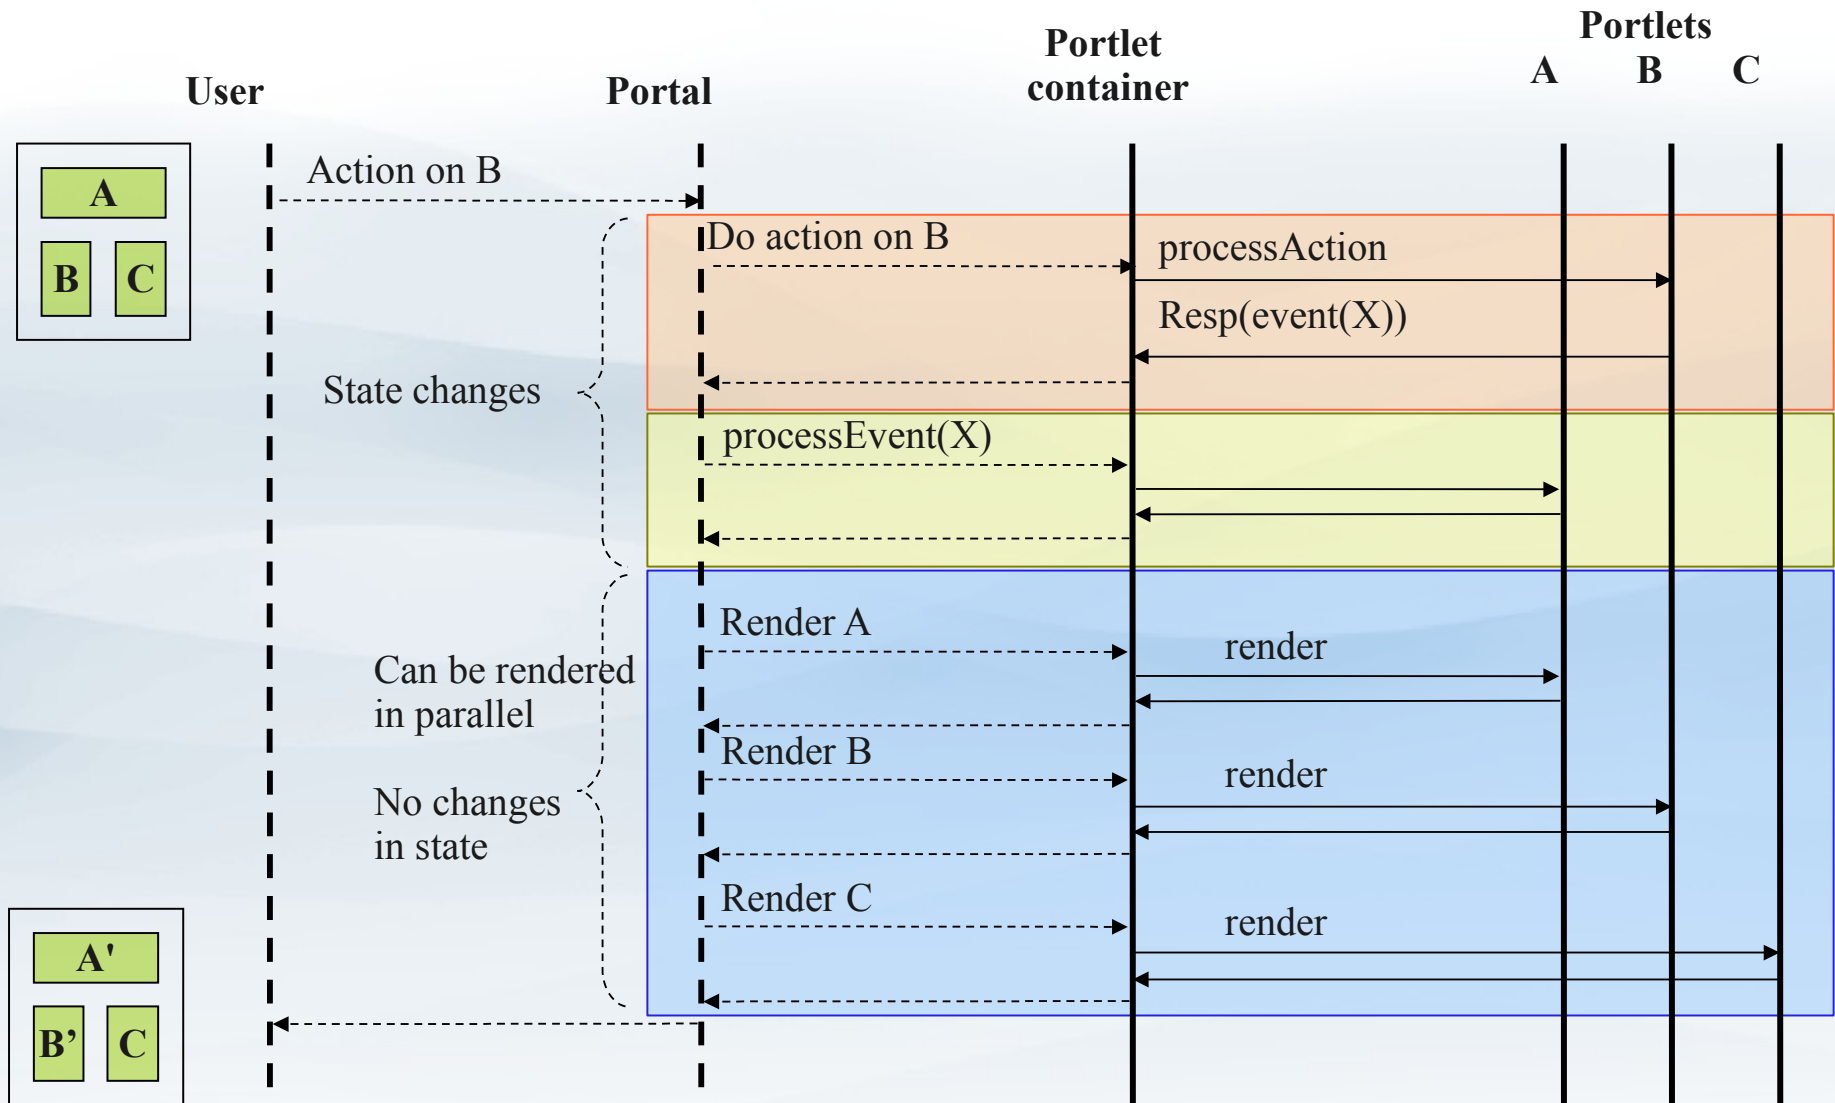 Portlets
Portlet
container
A B C
User
Portal
A
B C
Action on B
Do action on B
processAction
Resp(event(X))
State changes
processEvent(X)
Render A
render
Can be rendered
in parallel
Render B
render
No changes
in state
Render C
render
A'
B’ C